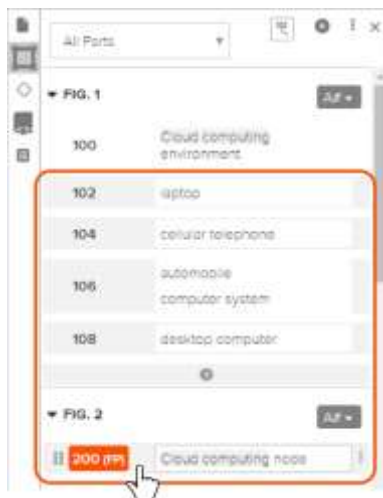 All Parts
FIG. 1
All
100
Cloud computing
environment
102
laptop
104
cellular telephone
106
automobile
computer system
108
desktop computer
FIG. 2
200 (FP)
Cloud computing node